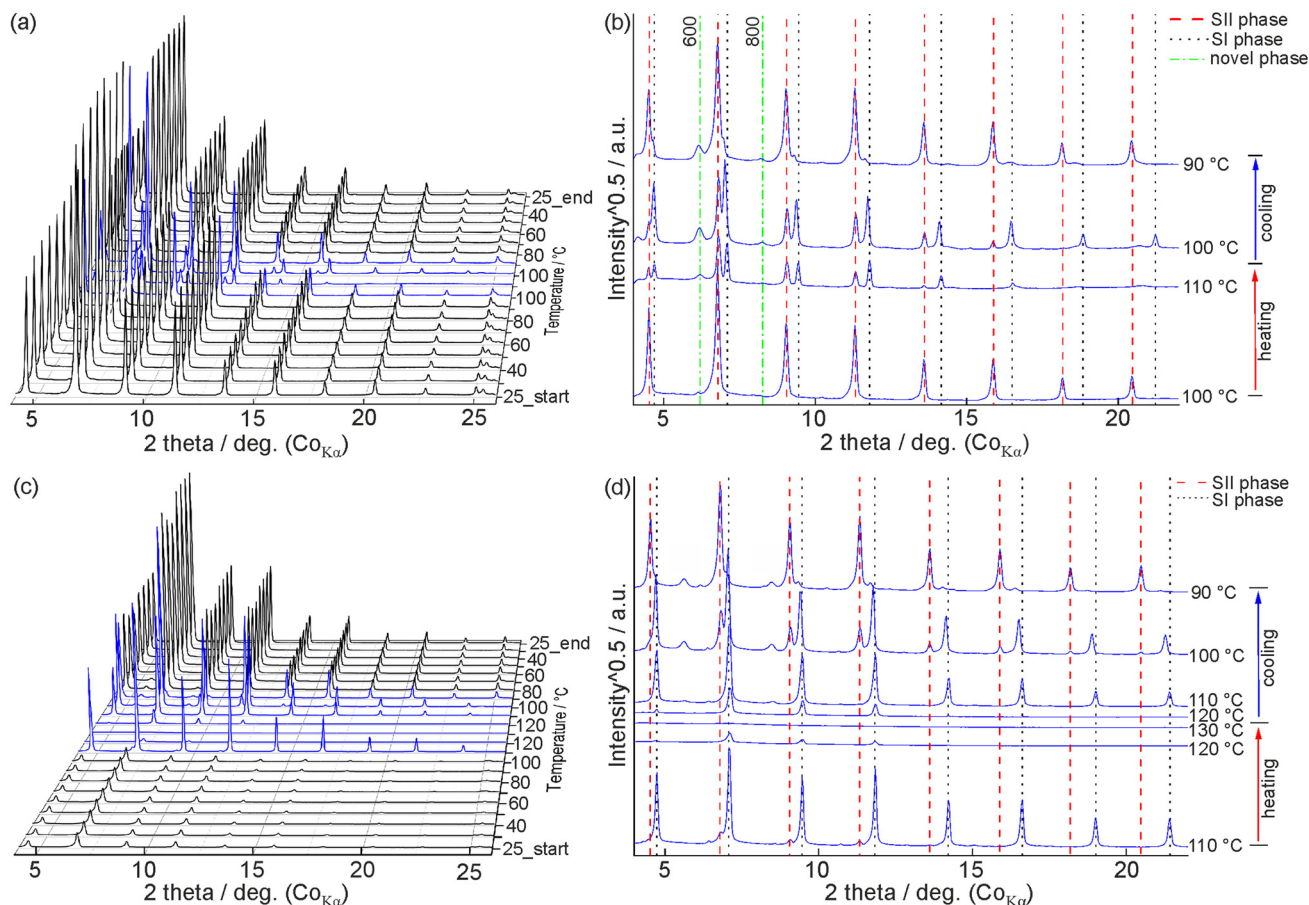 (a)
25_end
40
60
80
100
100
80
60
40
25_start
Temperature / °C
5
10
15
20
25
2 theta / deg. (CoKα)
(b)
600
800
SII phase
SI phase
novel phase
Intensity^0.5 / a.u.
90 °C
100 °C
110 °C
100 °C
cooling
heating
5
10
15
20
2 theta / deg. (CoKα)
(c)
25_end
40
60
80
100
120
120
100
80
60
40
25_start
Temperature / °C
5
10
15
20
25
2 theta / deg. (CoKα)
(d)
SII phase
SI phase
Intensity^0.5 / a.u.
90 °C
100 °C
110 °C
120 °C
130 °C
120 °C
110 °C
cooling
heating
5
10
15
20
2 theta / deg. (CoKα)